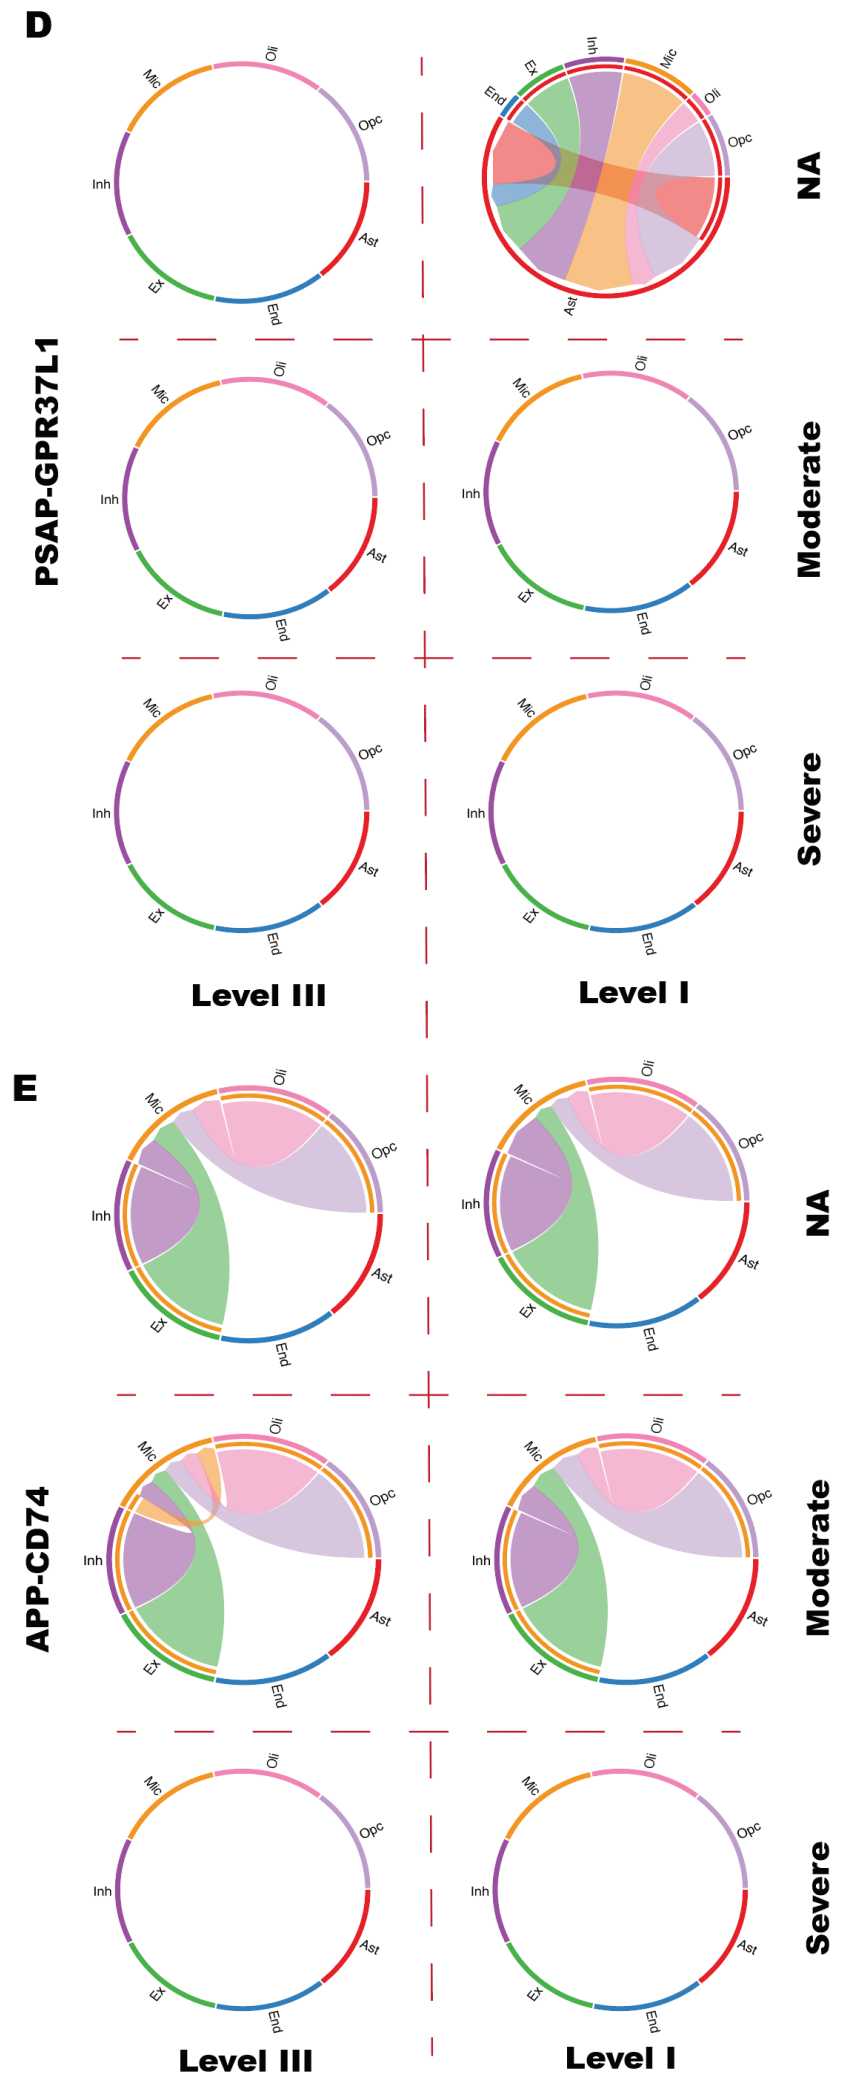 D
Oli
Mic
Opc
Inh
Ast
Ex
End
Inh
Mic
Ex
Oli
End
Opc
Ast
NA
PSAP-GPR37L1
Oli
Mic
Opc
Inh
Ast
Ex
End
Oli
Mic
Opc
Inh
Ast
Ex
End
Moderate
Oli
Mic
Opc
Inh
Ast
Ex
End
Oli
Mic
Opc
Inh
Ast
Ex
End
Severe
Level III
Level I
E
Oli
Mic
Opc
Inh
Ast
Ex
End
Oli
Mic
Opc
Inh
Ast
Ex
End
NA
APP-CD74
Oli
Mic
Opc
Inh
Ast
Ex
End
Oli
Mic
Opc
Inh
Ast
Ex
End
Moderate
Oli
Mic
Opc
Inh
Ast
Ex
End
Oli
Mic
Opc
Inh
Ast
Ex
End
Severe
Level III
Level I